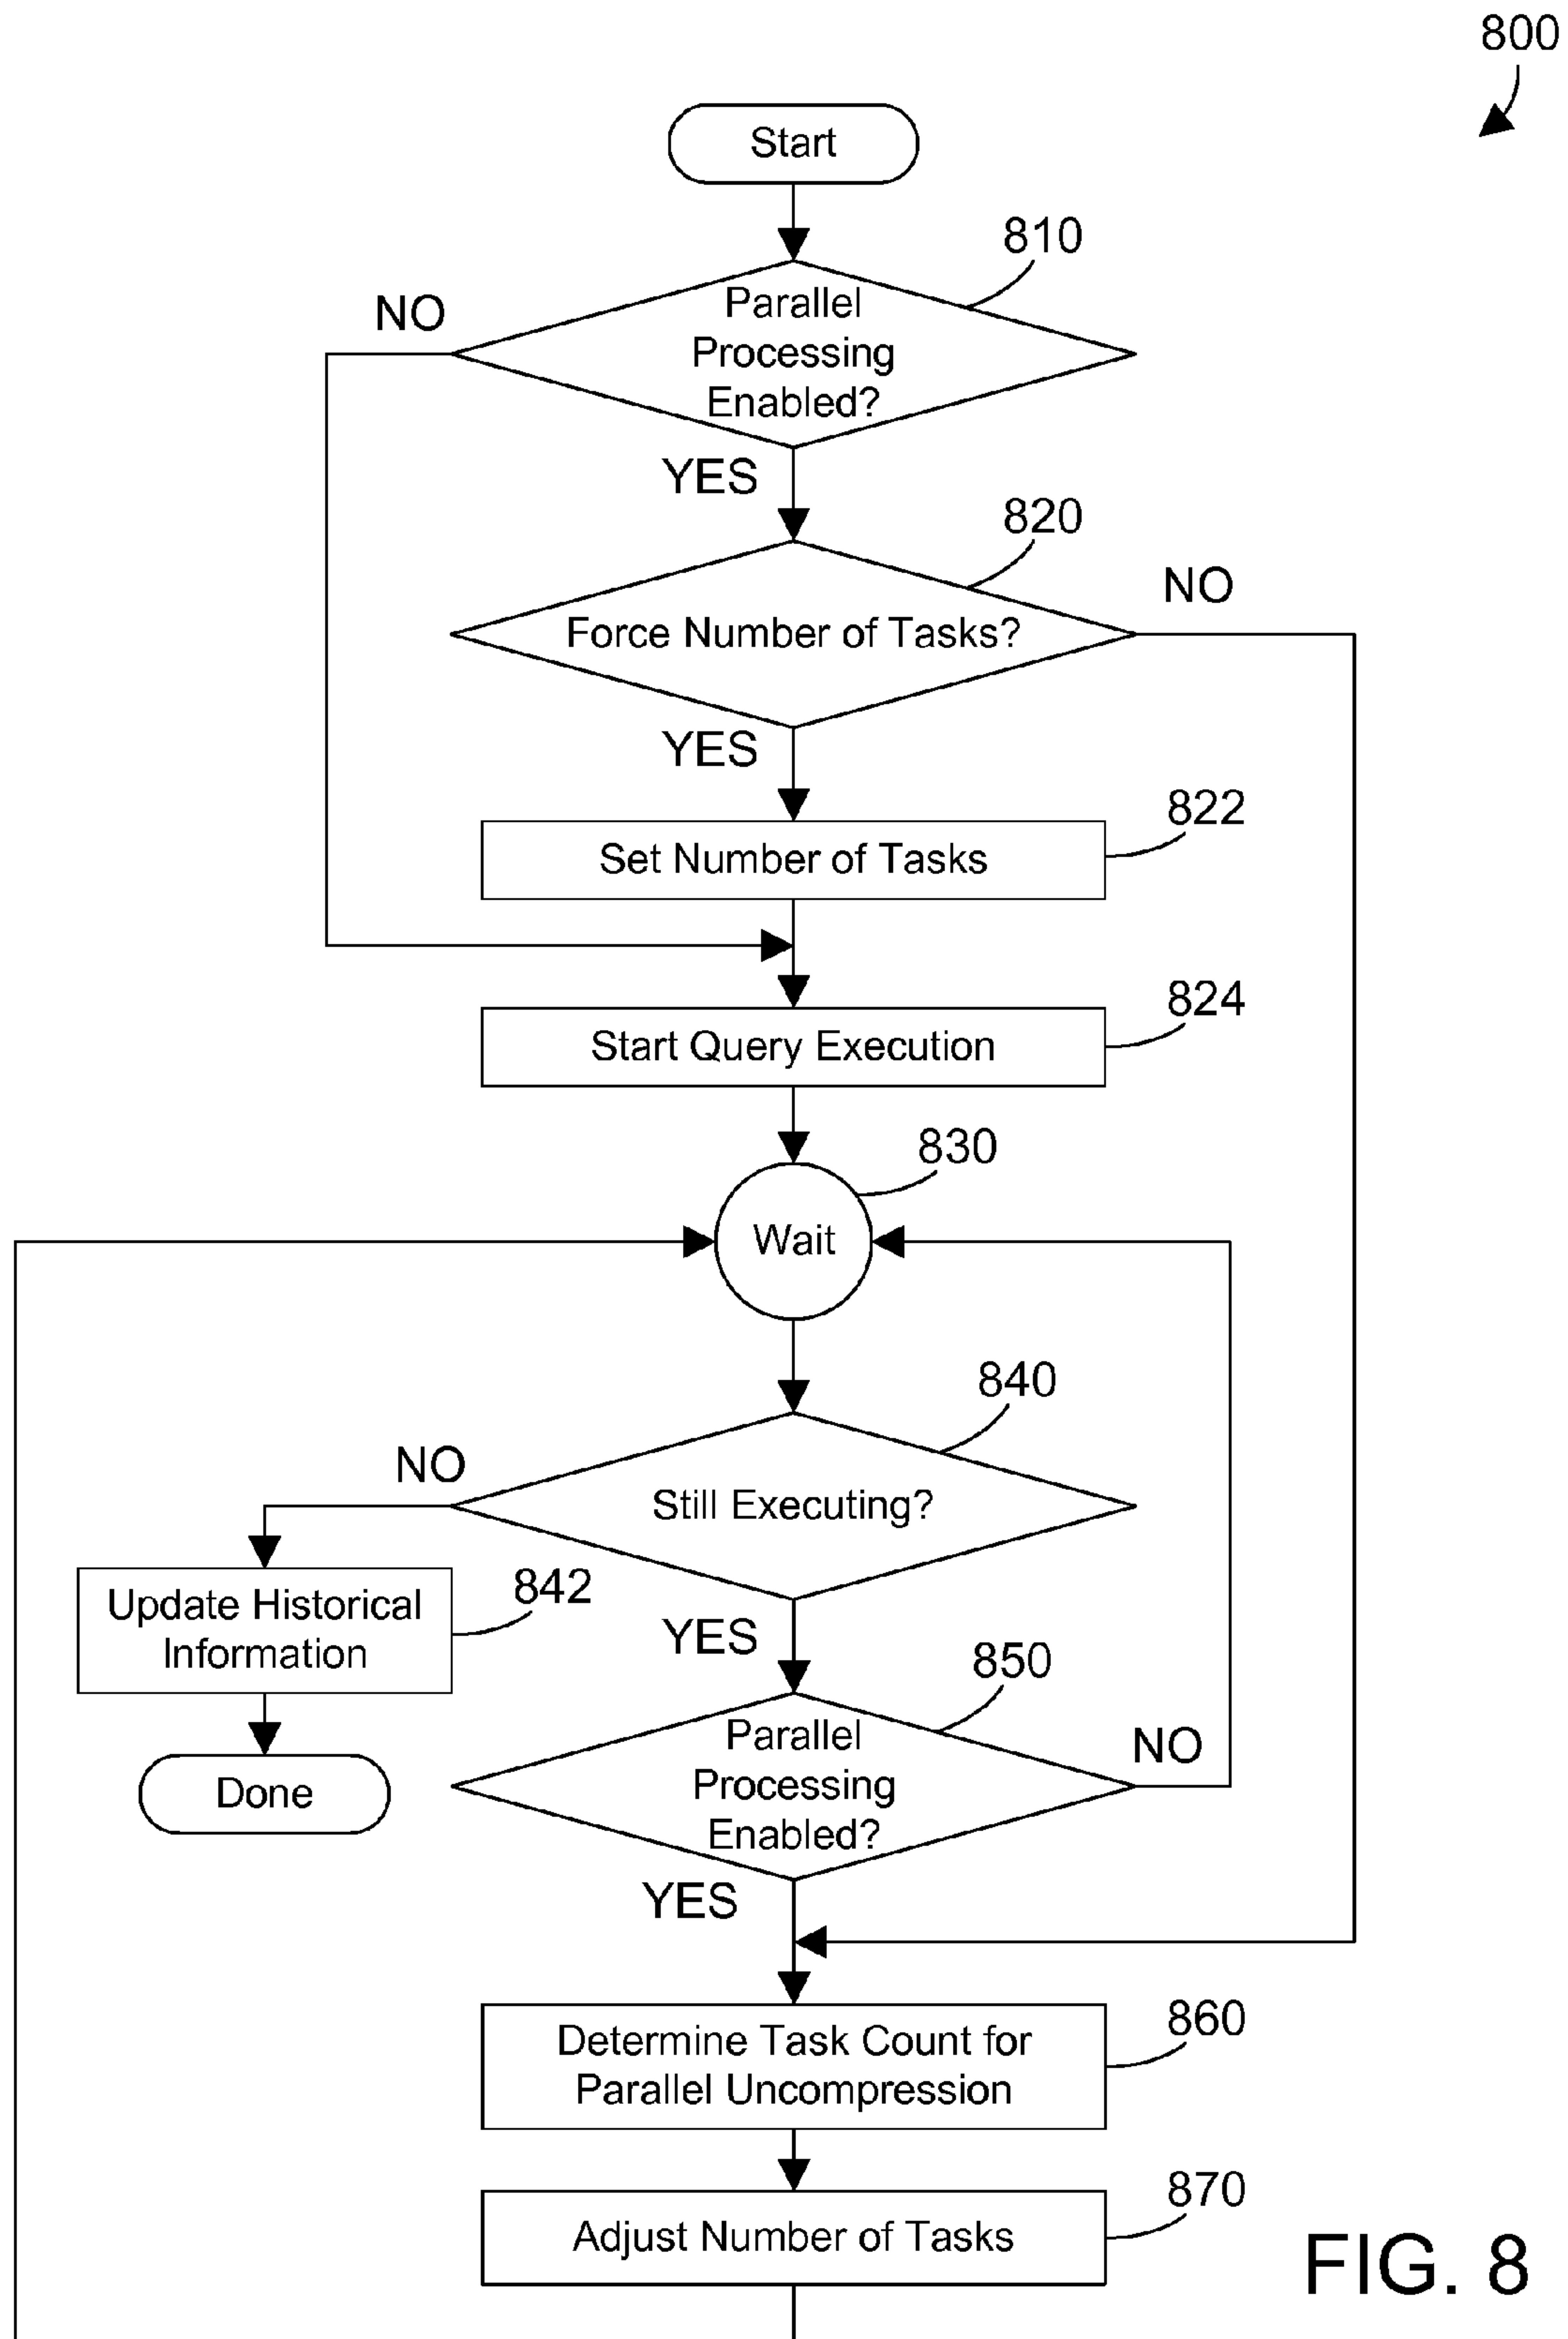 800
Start
810
NO
Parallel
Processing
Enabled?
YES
820
NO
Force Number of Tasks?
YES
822
Set Number of Tasks
824
Start Query Execution
830
Wait
840
NO
Still Executing?
842
Update Historical
Information
YES
850
Parallel
Processing
Enabled?
NO
Done
YES
860
Determine Task Count for
Parallel Uncompression
870
Adjust Number of Tasks
FIG. 8